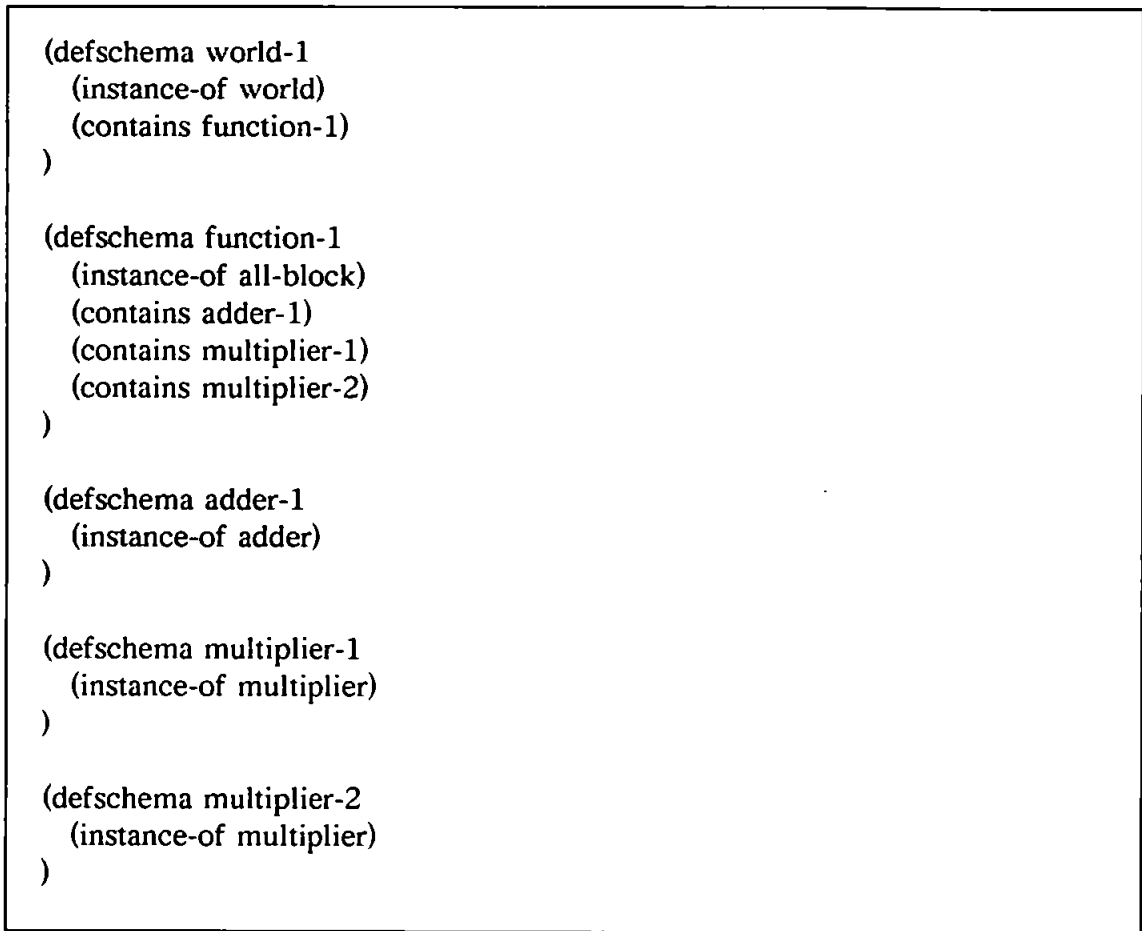 (defschema world-1
(instance-of world)
(contains function-1)
)
(defschema function-1
(instance-of all-block)
(contains adder-1)
(contains multiplier-1)
(contains multiplier-2)
)
(defschema adder-1
(instance-of adder)
)
(defschema multiplier-1
(instance-of multiplier)
)
(defschema multiplier-2
(instance-of multiplier)
)